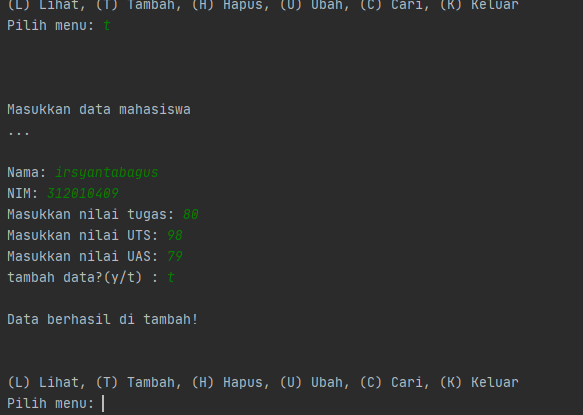 (L) Lihat, (T) Tambah, (H) Hapus, (U) Ubah, (C) Cari, (K) Keluar
Pilih menu: t
Masukkan data mahasiswa
...
Nama: irsyantabagus
NIM: 312010409
Masukkan nilai tugas: 80
Masukkan nilai UTS: 98
Masukkan nilai UAS: 79
tambah data?(y/t) : t
Data berhasil di tambah!
(L) Lihat, (T) Tambah, (H) Hapus, (U) Ubah, (C) Cari, (K) Keluar
Pilih menu: